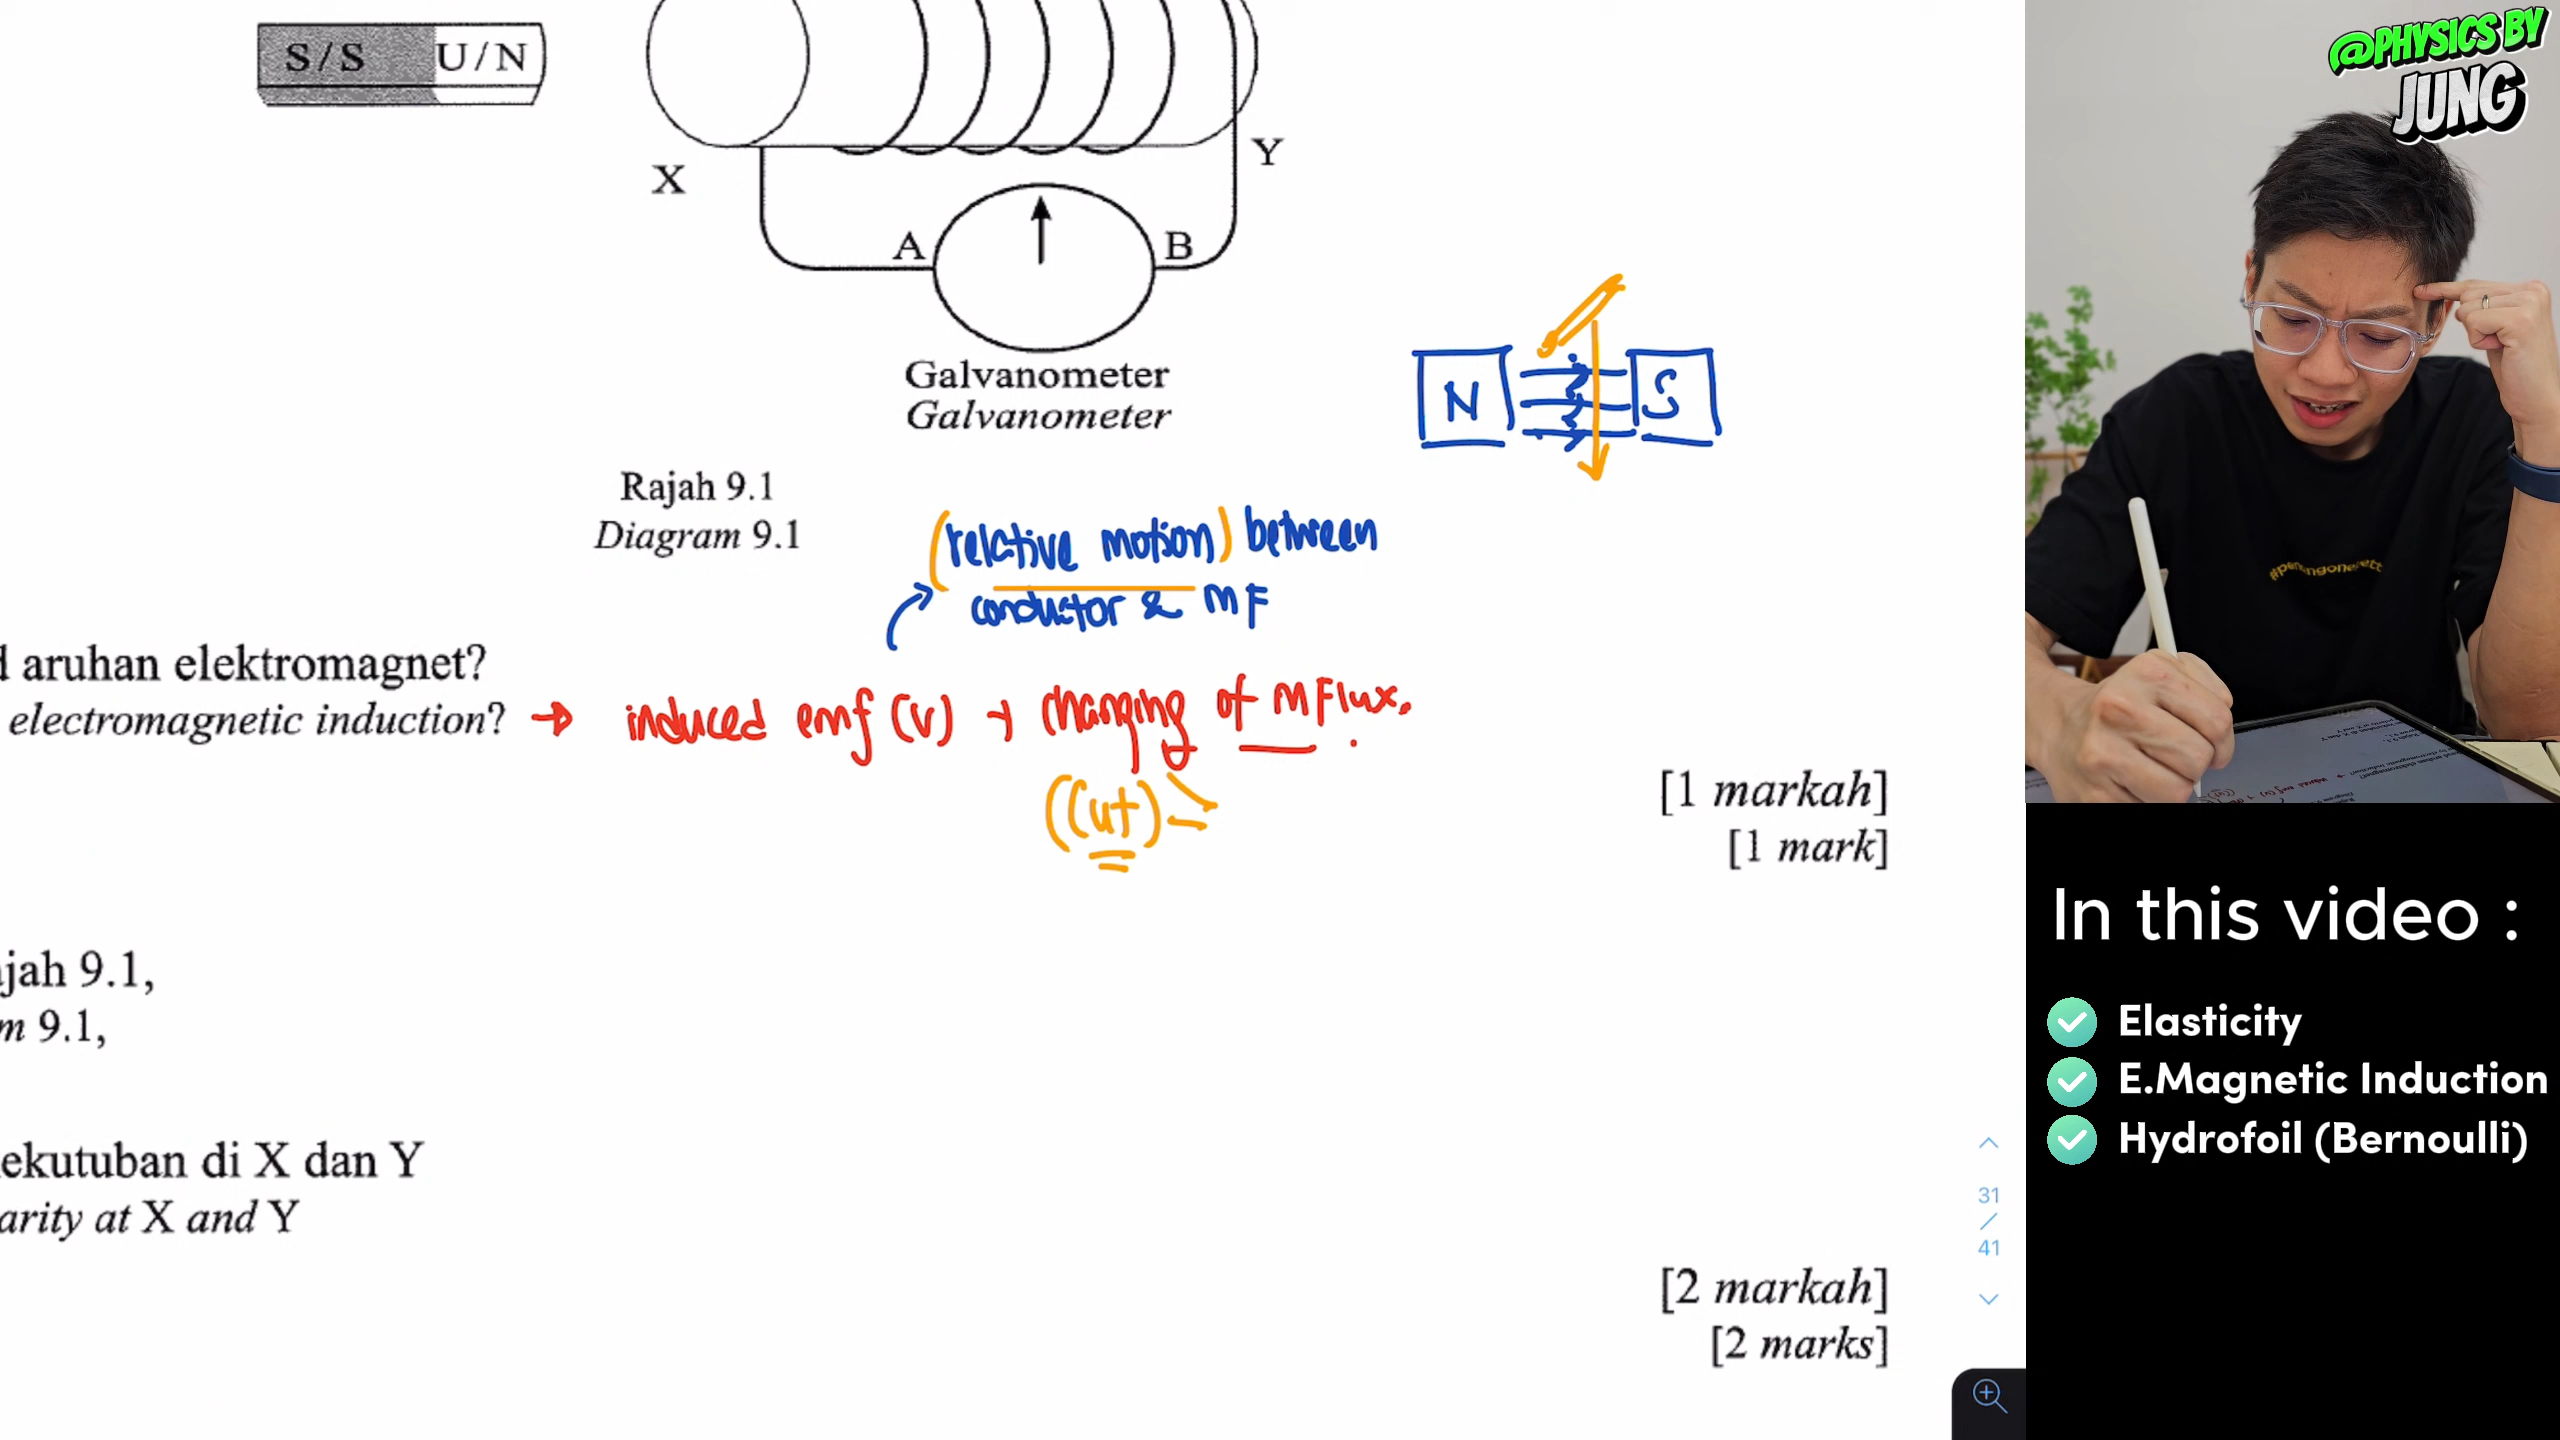 @PHYSICS BY
JUNG
S/S U/N
X
Y
A
B
Galvanometer
Galvanometer
N
S
Rajah 9.1
Diagram 9.1
(relative motion) between
conductor & MF
d aruhan elektromagnet?
electromagnetic induction? → induced emf (V) → changing of MFlux.
(Cut)
[1 markah]
[1 mark]
jah 9.1,
m 9.1,
ekutuban di X dan Y
arity at X and Y
[2 markah]
[2 marks]
31
/
41
In this video :
Elasticity
E.Magnetic Induction
Hydrofoil (Bernoulli)